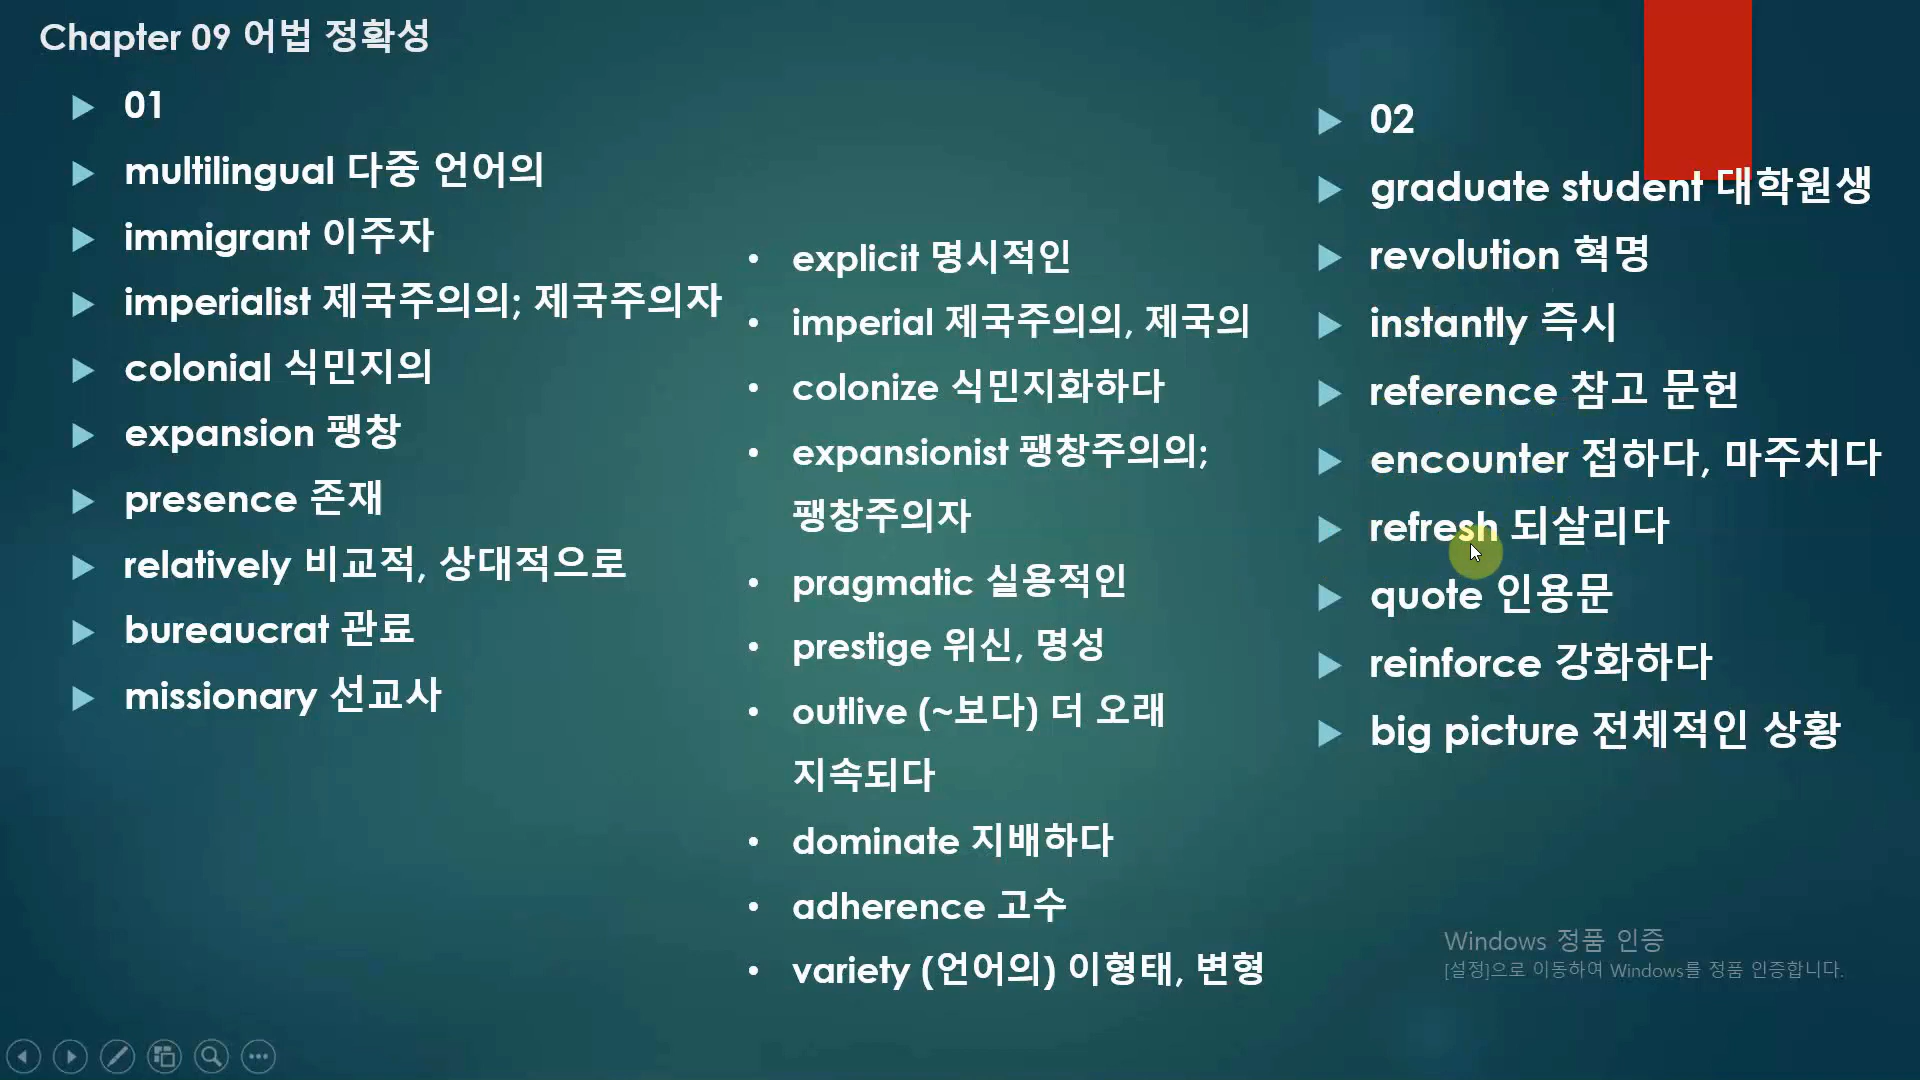 Chapter 09 어법 정확성
01
multilingual 다중 언어의
immigrant 이주자
imperialist 제국주의의; 제국주의자
colonial 식민지의
expansion 팽창
presence 존재
relatively 비교적, 상대적으로
bureaucrat 관료
missionary 선교사
explicit 명시적인
imperial 제국주의의, 제국의
colonize 식민지화하다
expansionist 팽창주의의;
팽창주의자
pragmatic 실용적인
prestige 위신, 명성
outlive (~보다) 더 오래
지속되다
dominate 지배하다
adherence 고수
variety (언어의) 이형태, 변형
02
graduate student 대학원생
revolution 혁명
instantly 즉시
reference 참고 문헌
encounter 접하다, 마주치다
refresh 되살리다
quote 인용문
reinforce 강화하다
big picture 전체적인 상황
Windows 정품 인증
[설정]으로 이동하여 Windows를 정품 인증합니다.